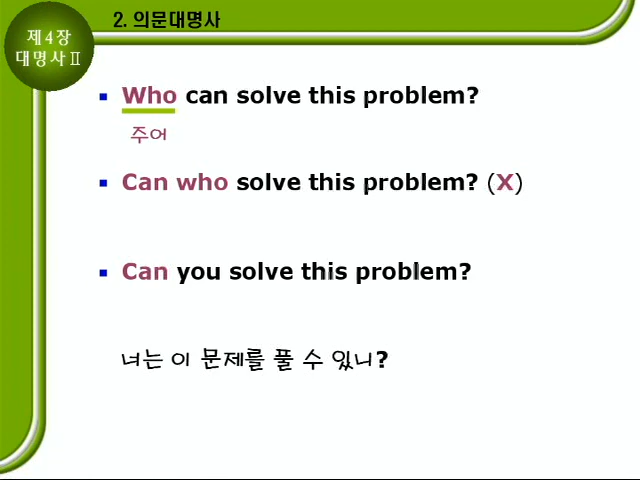 2. 의문대명사
제4장
대명사Ⅱ
Who can solve this problem?
주어
Can who solve this problem? (X)
Can you solve this problem?
너는 이 문제를 풀 수 있니?